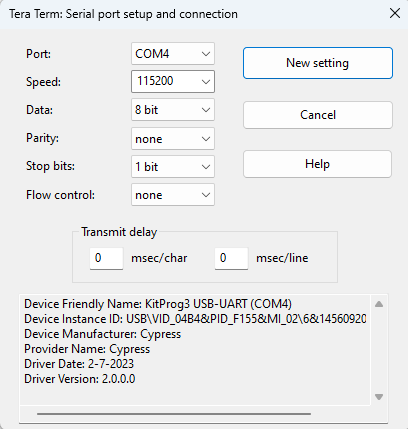 Tera Term: Serial port setup and connection
Port: COM4 New setting
Speed: 115200
Data: 8 bit Cancel
Parity: none
Stop bits: 1 bit Help
Flow control: none
Transmit delay
0 msec/char 0 msec/line
Device Friendly Name: KitProg3 USB-UART (COM4)
Device Instance ID: USB\VID_04B4&PID_F155&MI_02\6&14560920
Device Manufacturer: Cypress
Provider Name: Cypress
Driver Date: 2-7-2023
Driver Version: 2.0.0.0